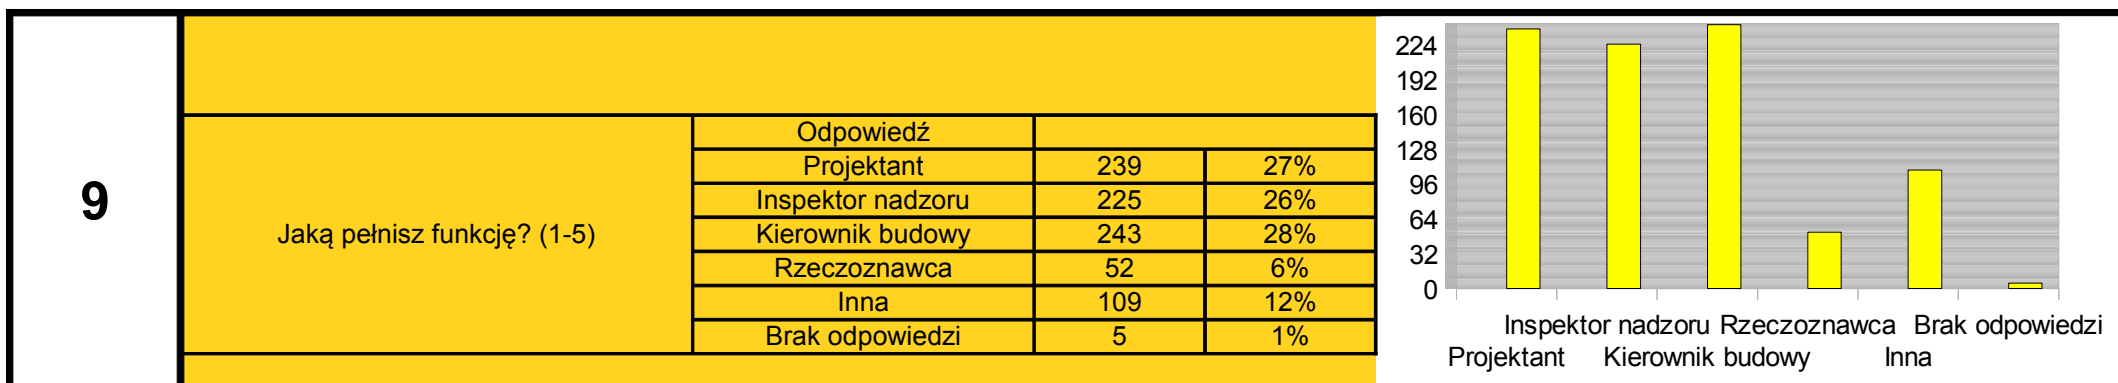 9
Jaką pełnisz funkcję? (1-5)
Odpowiedź
Projektant 239 27%
Inspektor nadzoru 225 26%
Kierownik budowy 243 28%
Rzeczoznawca 52 6%
Inna 109 12%
Brak odpowiedzi 5 1%
224
192
160
128
96
64
32
0
Inspektor nadzoru Rzeczoznawca Brak odpowiedzi
Projektant Kierownik budowy Inna